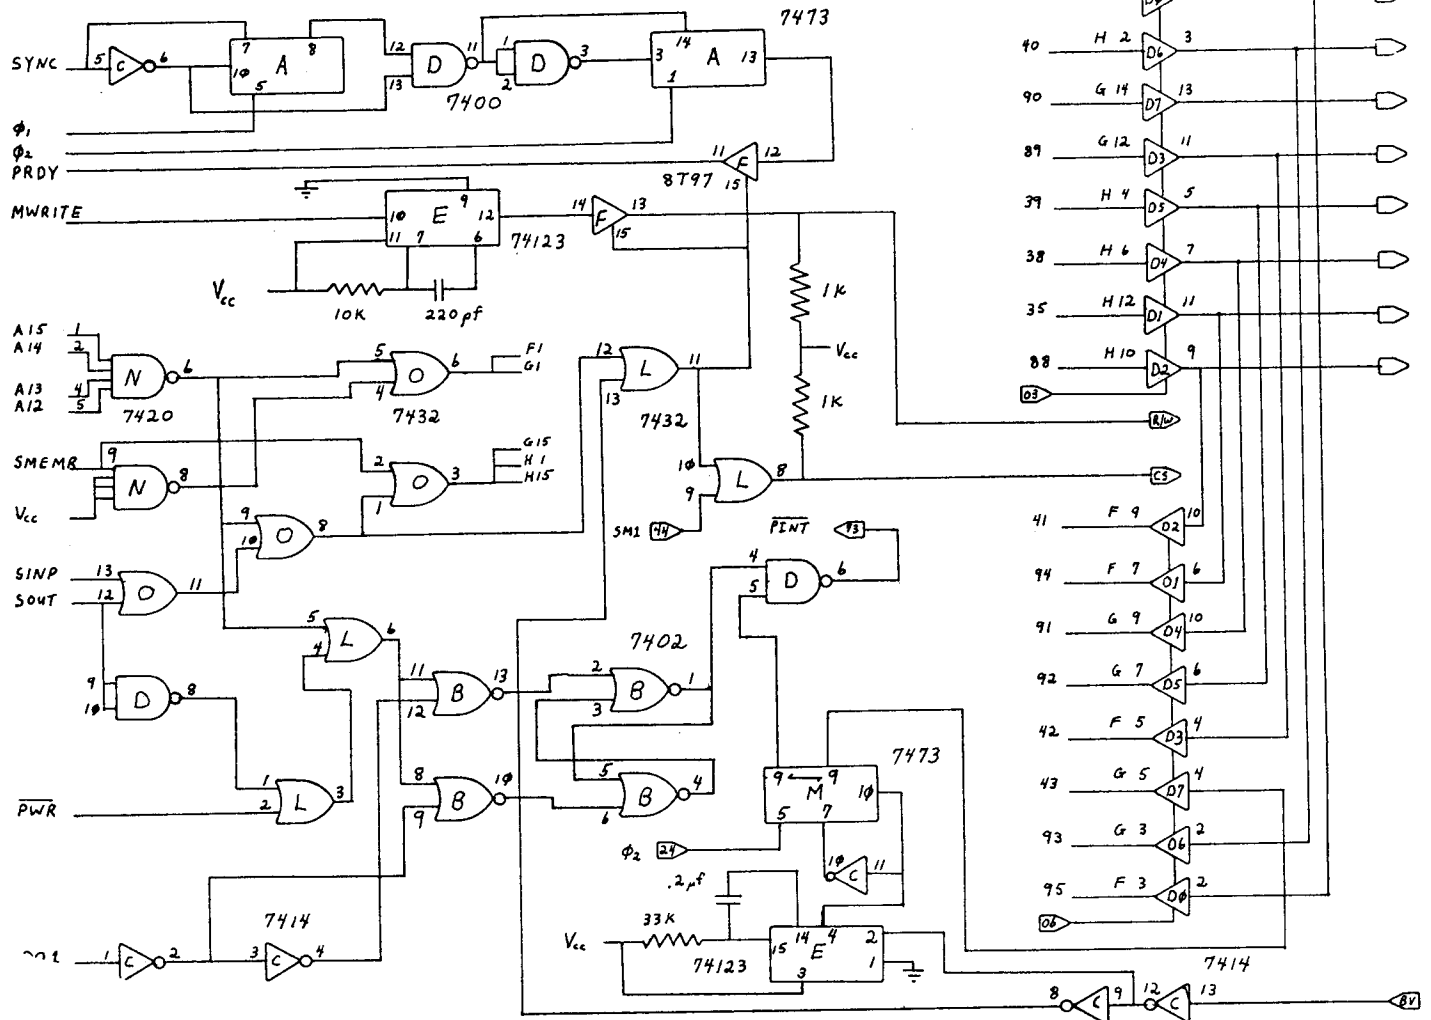 7473
SYNC 5 C 6 7 8 10 A 5 12 13 D 11 1 2 D 3 14 3 A 13 1
7400
φ1
φ2
PRDY 11 F 12
8T97 15
MWRITE 10 9 E 12 14 F 13
11 7 6 74123 15
Vcc 10K 220pf 1K
Vcc
1K
A15 1
A14 2
N 6
A13 4
A12 5
7420
5 O 6 F1
4 G1
7432
12 L 11
13 7432
SMEMR 9 N 8
Vcc
2 O 3 G15
1 H1
H15
10 L 8
9
SM1 44
PINT 73
9 O 8
10
SINP 13 O 11
SOUT 12
5 L 6
4
4 D 6
5
7402
9 D 8
10
11 B 13
12
2 B 1
3
1 L 3
2
PWR
8 B 10
9
5 B 4
6
7473
9 M 9 10
5 7
φ2 24
10 C 11
.2µf
33K
Vcc
14 4 2
15 E 1
3
74123
7414
1 C 2 3 C 4
7414
8 C 9 12 C 13 BV
40 H 2 D6 3
90 G 14 D7 13
89 G 12 D3 11
39 H 4 D5 5
38 H 6 D4 7
35 H 12 D1 11
88 H 10 D2 9
03
R/W
CS
41 F 9 D2 10
94 F 7 D1 6
91 G 9 D4 10
92 G 7 D5 6
42 F 5 D3 4
43 G 5 D7 4
93 G 3 D6 2
95 F 3 DØ 2
06